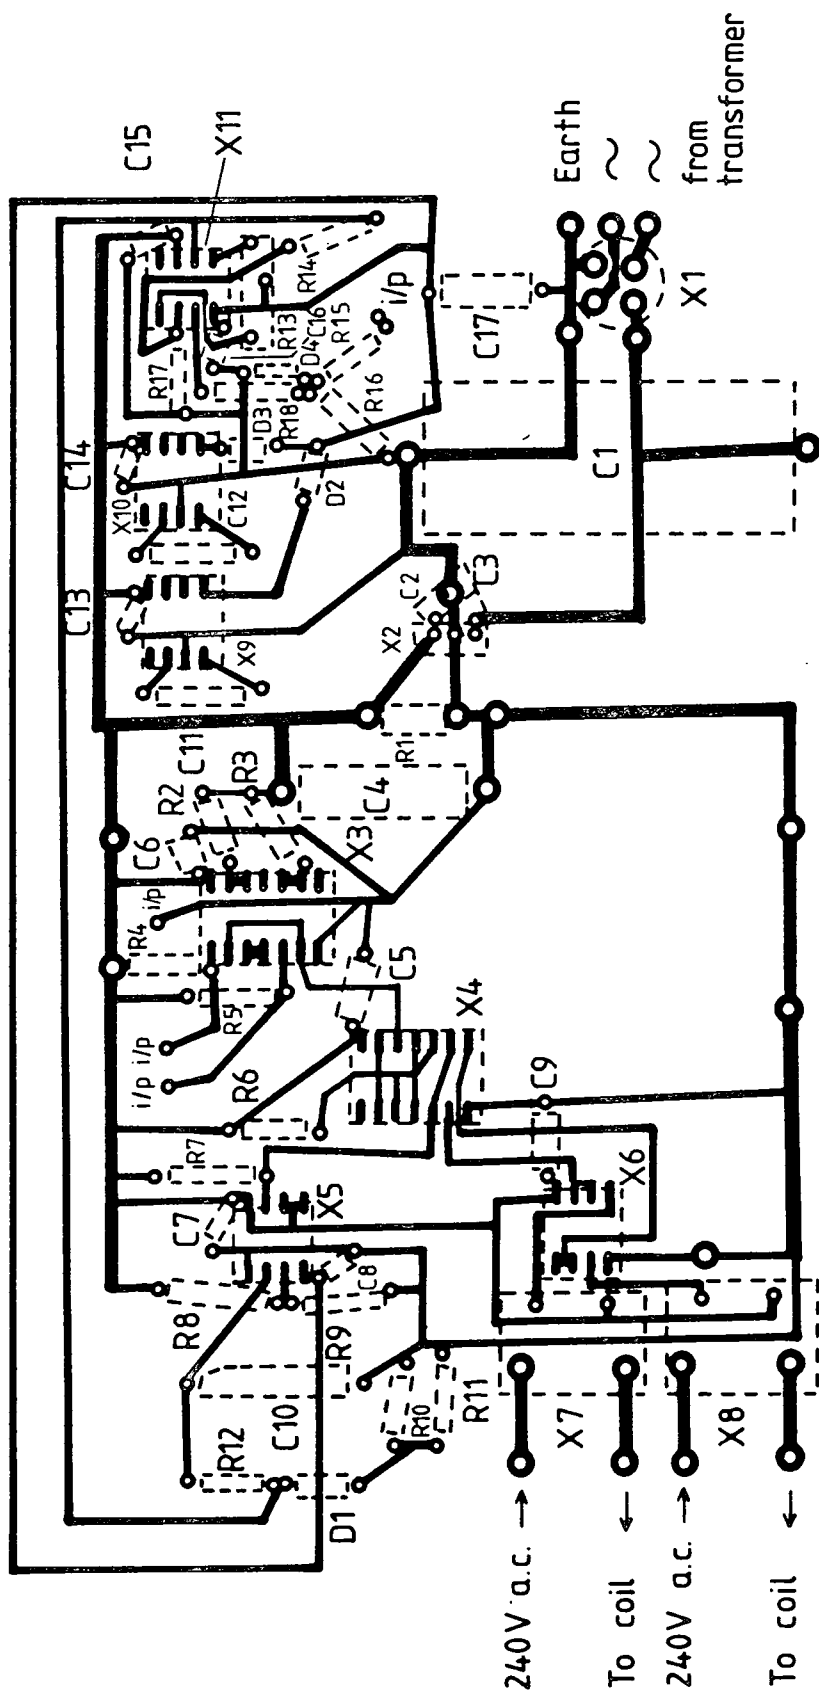 C15
X11
Earth
~
~
from
transformer
X1
C17
i/p
R14
R15
C16
R13
D4
R16
R17
D3
R18
D2
C14
X10
C12
C1
C13
X9
C2
C3
X2
R1
C4
C11
R3
R2
C6
X3
i/p
R4
R5
i/p
i/p
C5
X4
R6
C9
R7
X6
X5
C7
C8
R8
R9
C10
R12
R10
R11
D1
X7
X8
240V a.c. →
To coil ←
240V a.c. →
To coil ←